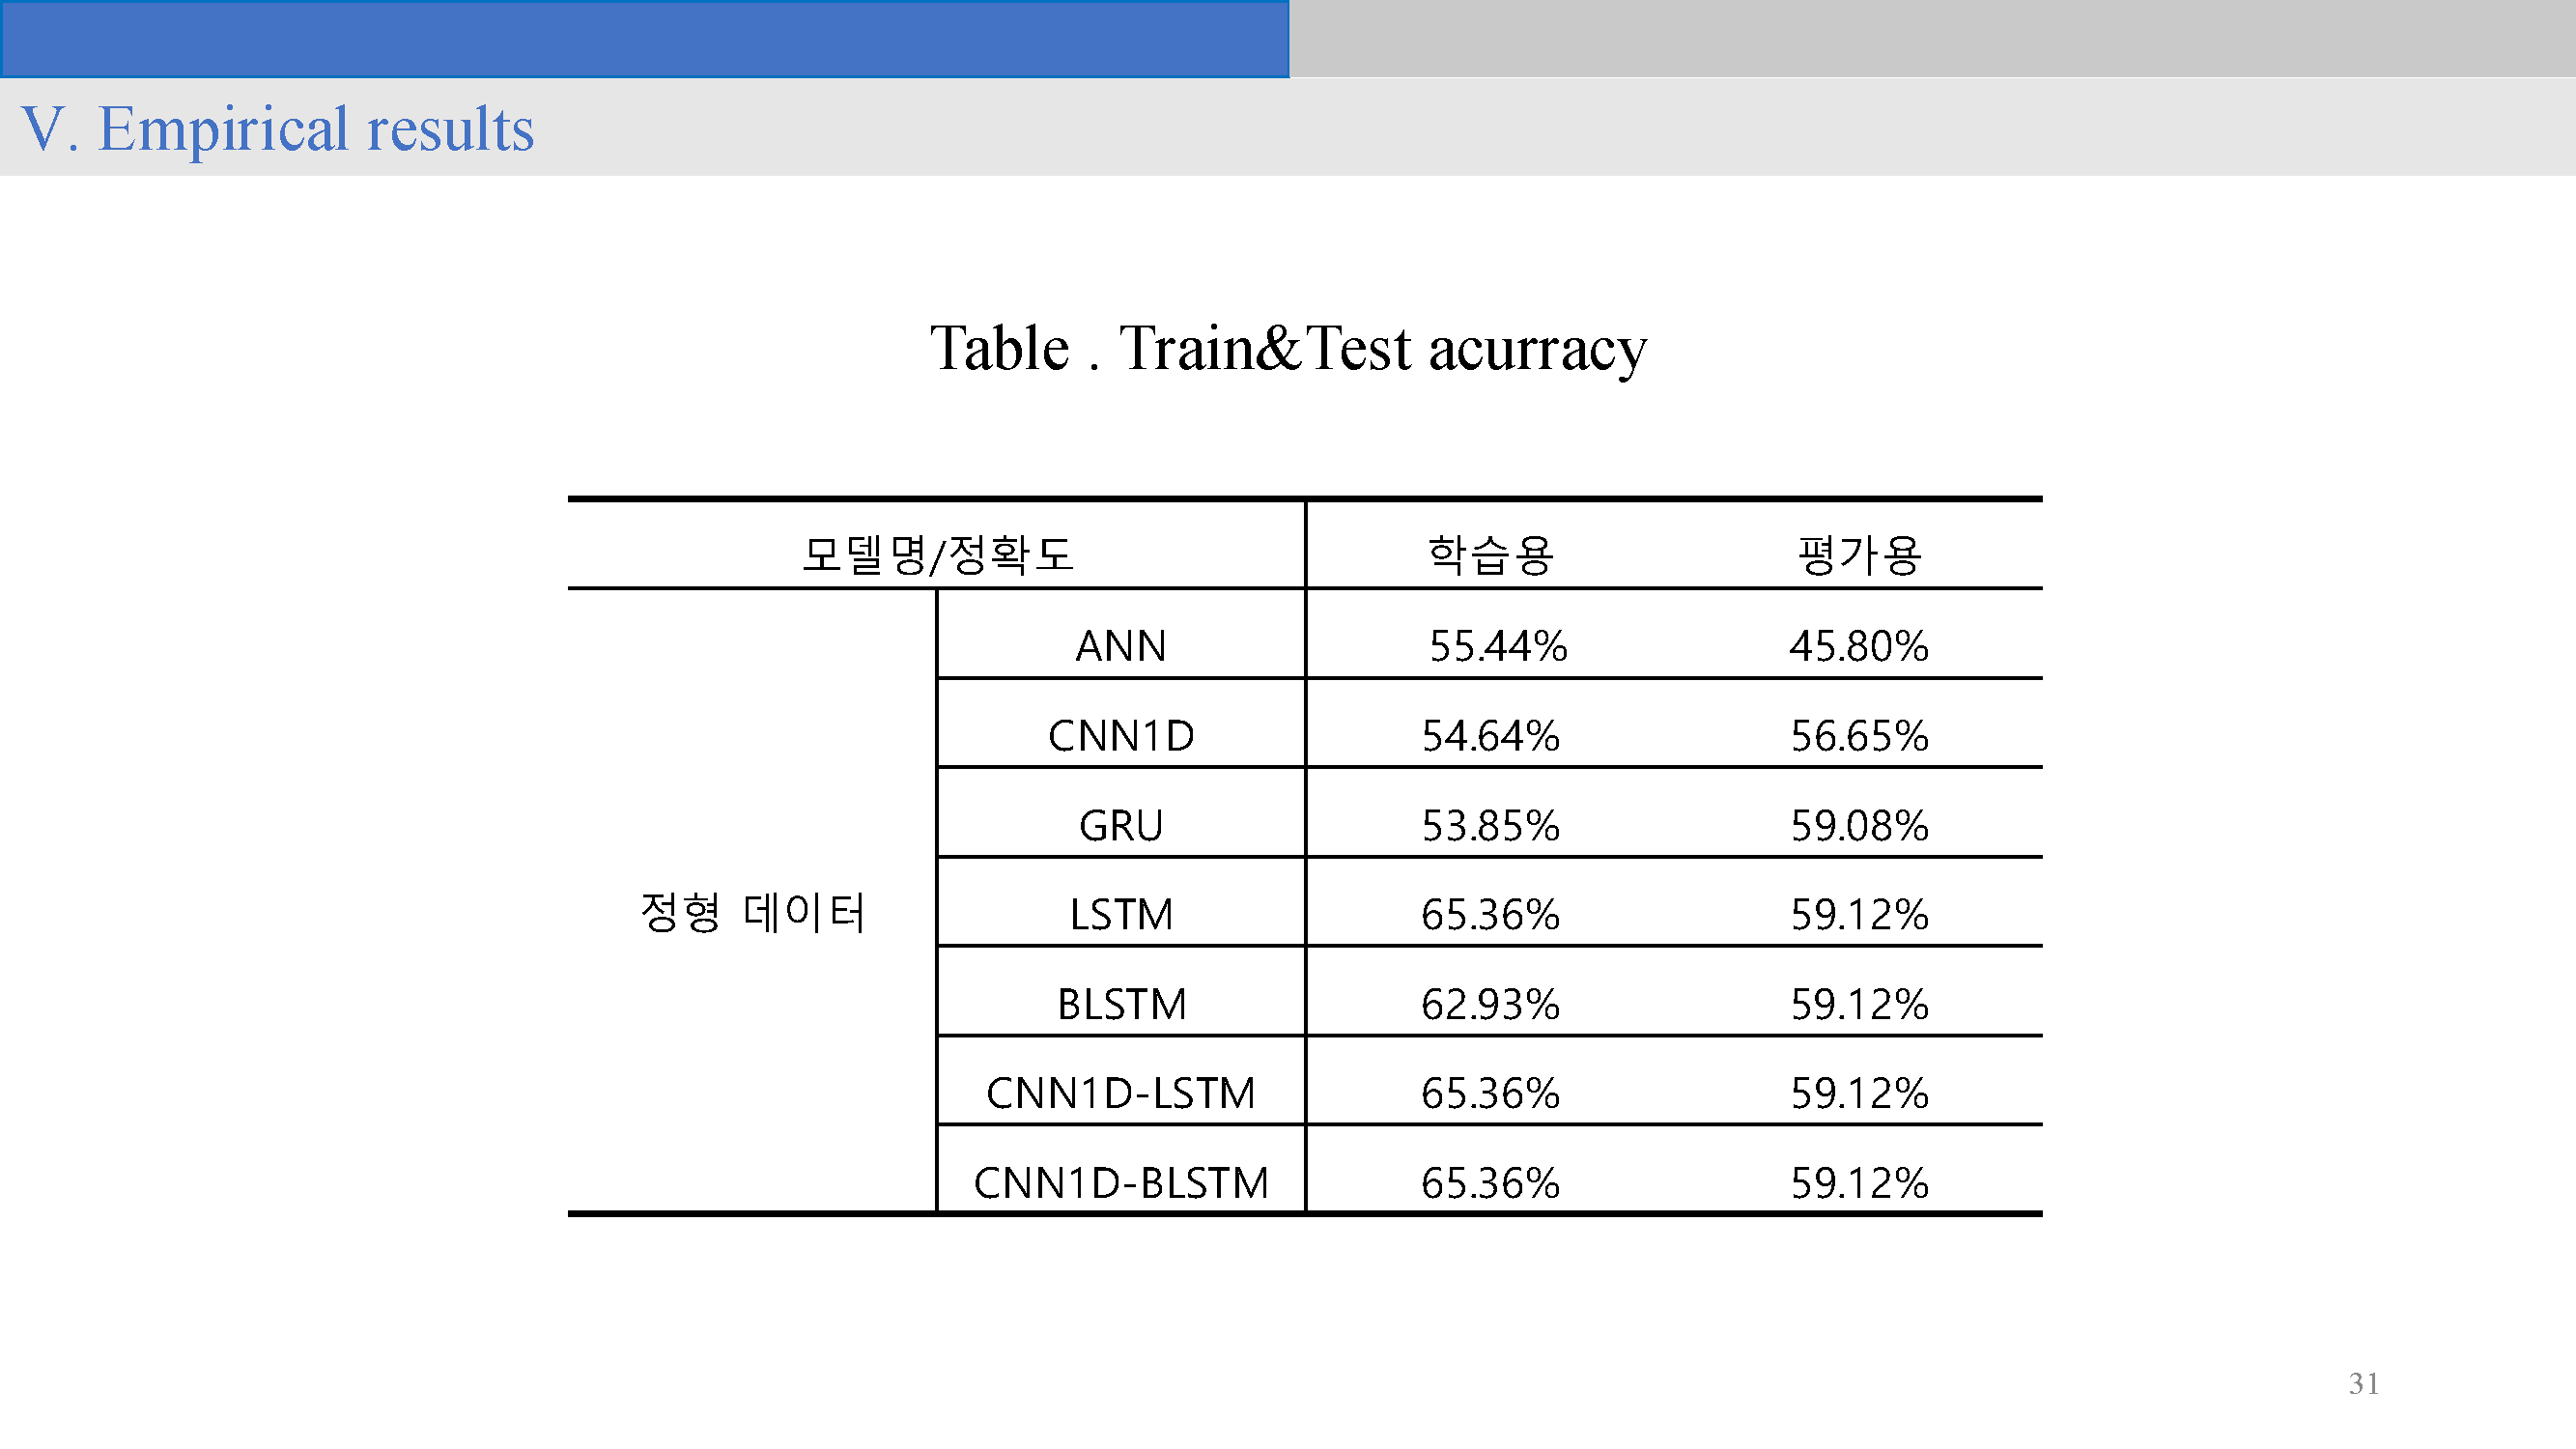 V. Empirical results
Table . Train&Test acurracy
모델명/정확도 학습용 평가용
ANN 55.44% 45.80%
CNN1D 54.64% 56.65%
GRU 53.85% 59.08%
정형 데이터 LSTM 65.36% 59.12%
BLSTM 62.93% 59.12%
CNN1D-LSTM 65.36% 59.12%
CNN1D-BLSTM 65.36% 59.12%
31